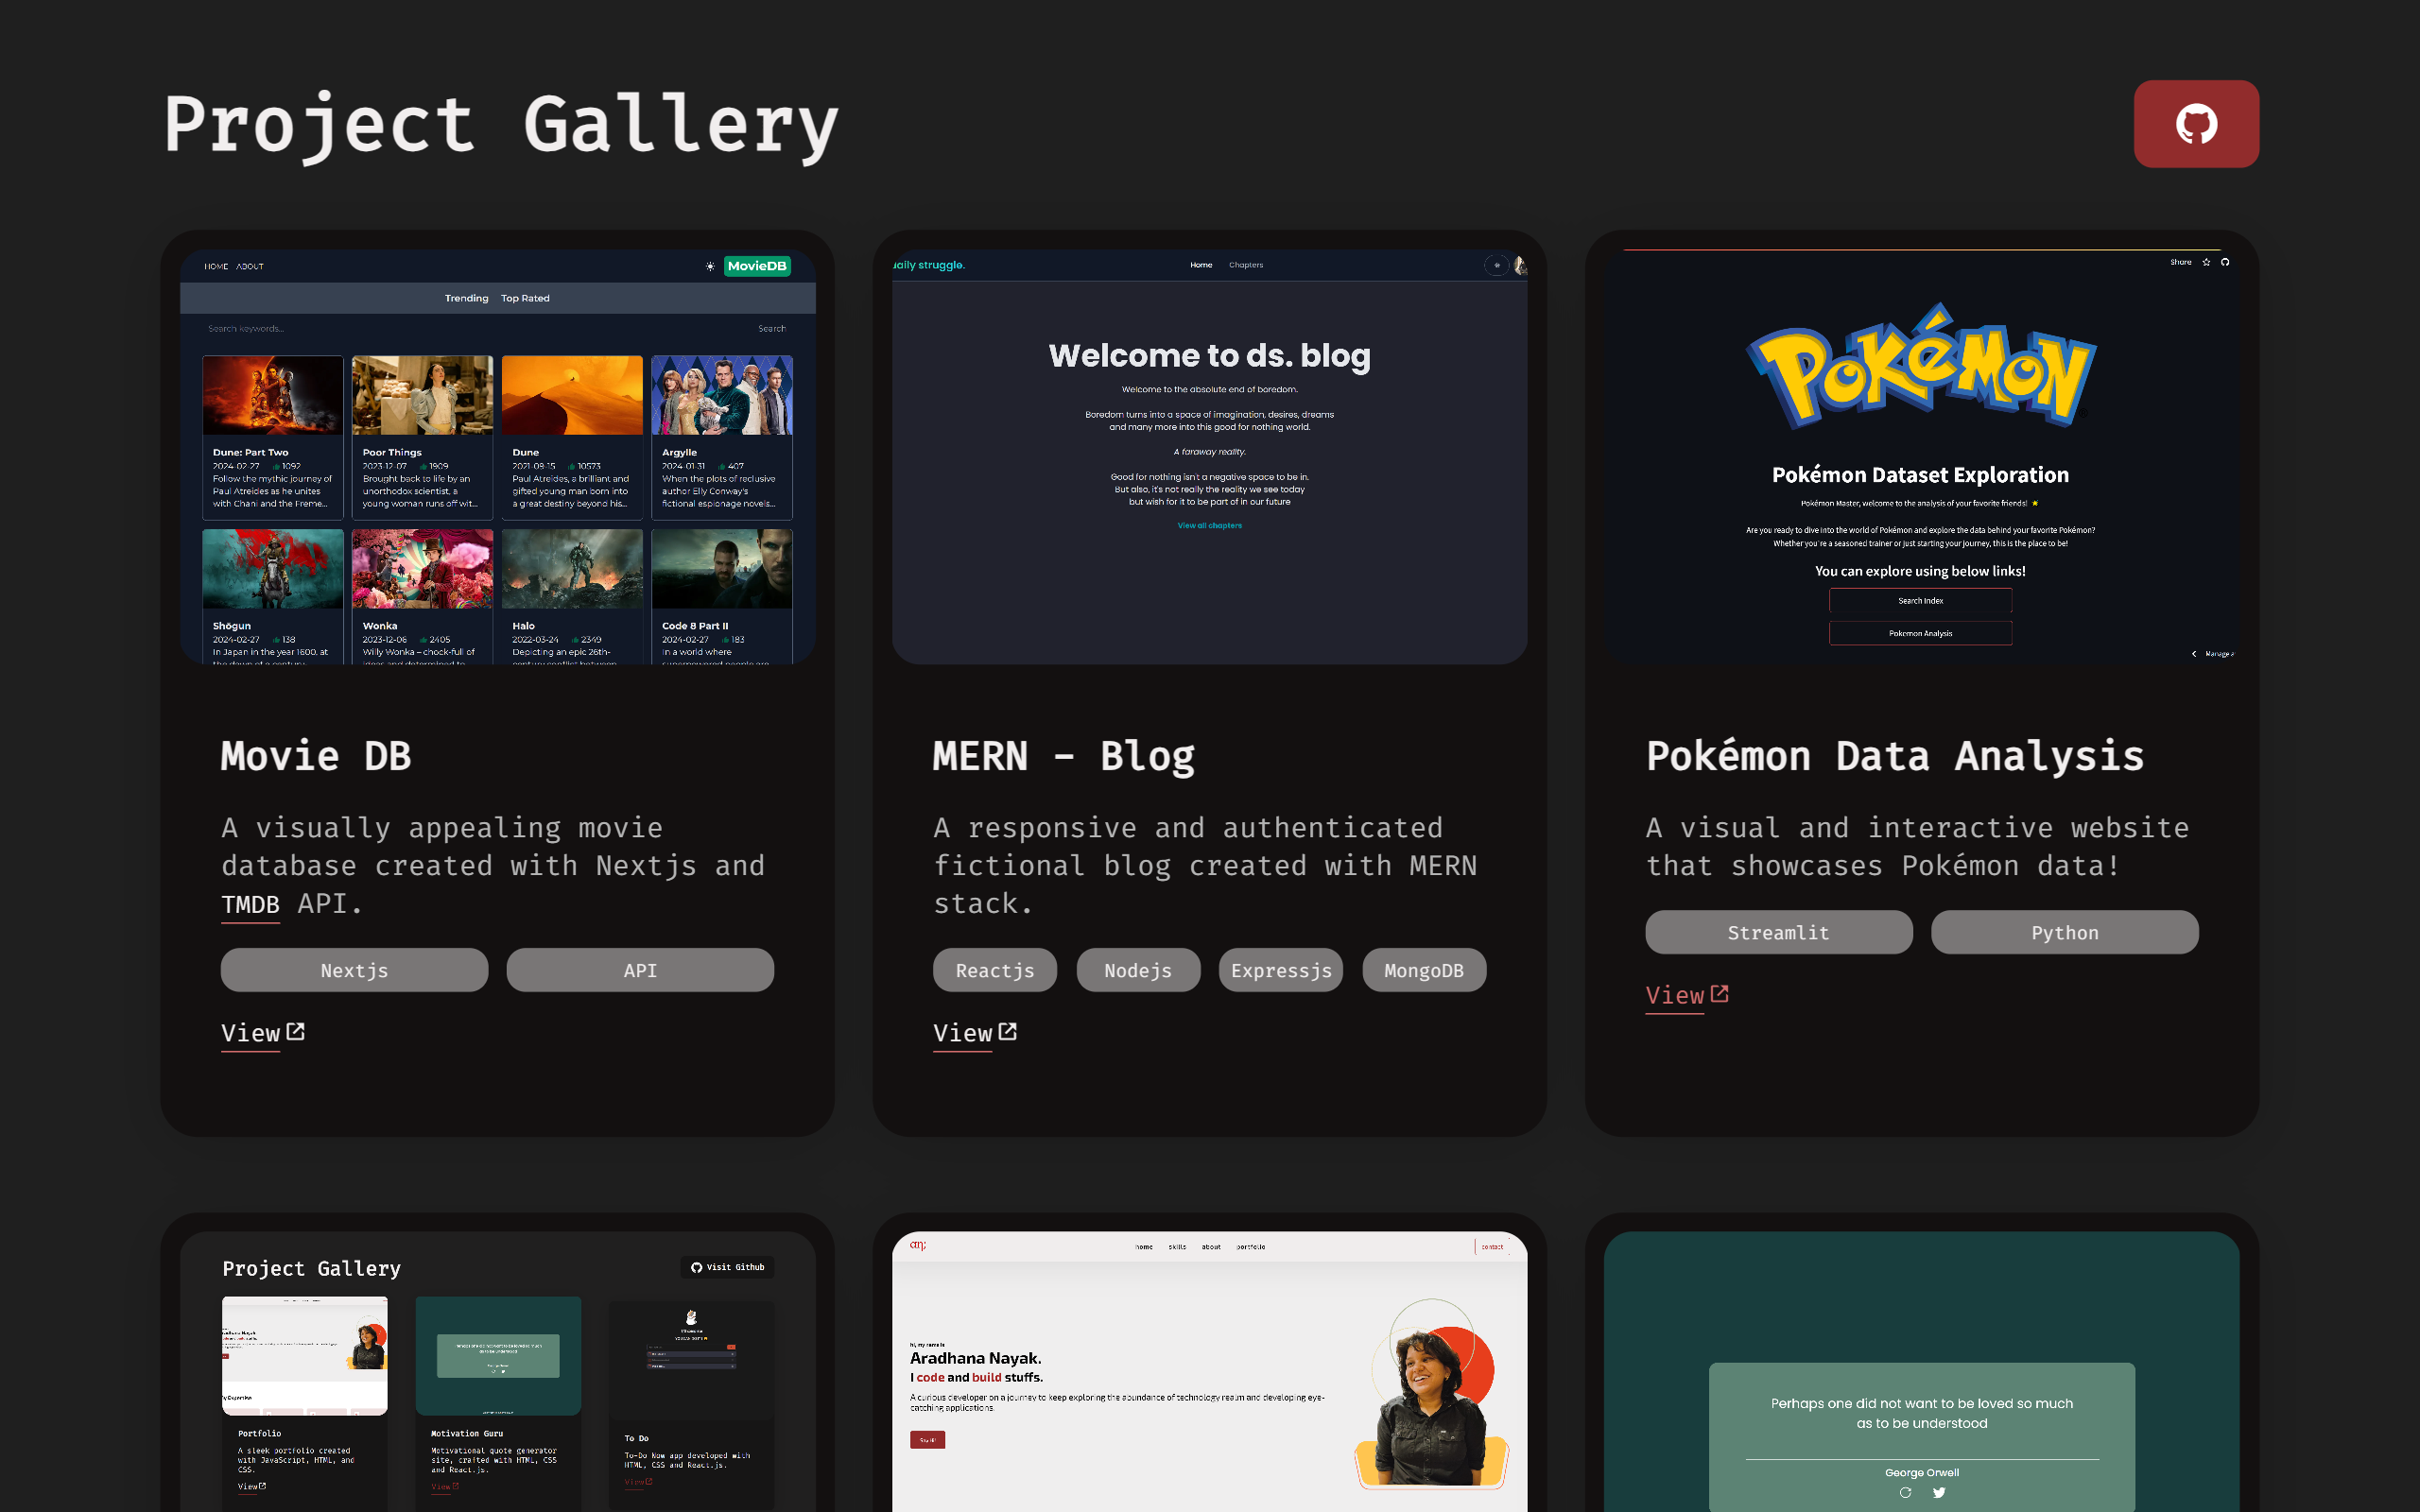 Project Gallery
HOME ABOUT
MovieDB
Trending Top Rated
Search keywords...
Search
Dune: Part Two
2024-02-27 1092
Follow the mythic journey of
Paul Atreides as he unites
with Chani and the Freme...
Poor Things
2023-12-07 1909
Brought back to life by an
unorthodox scientist, a
young woman runs off wit...
Dune
2021-09-15 10573
Paul Atreides, a brilliant and
gifted young man born into
a great destiny beyond his...
Argylle
2024-01-31 407
When the plots of reclusive
author Elly Conway's
fictional espionage novels...
Shōgun
2024-02-27 138
In Japan in the year 1600, at
Wonka
2023-12-06 2405
Willy Wonka – chock-full of
Halo
2022-03-24 2349
Depicting an epic 26th-
Code 8 Part II
2024-02-27 183
In a world where
Movie DB
A visually appealing movie
database created with Nextjs and
TMDB API.
Nextjs
API
View
daily struggle.
Home Chapters
Welcome to ds. blog
Welcome to the absolute end of boredom.
Boredom turns into a space of imagination, desires, dreams
and many more into this good for nothing world.
A faraway reality.
Good for nothing isn't a negative space to be in.
But also, it's not really the reality we see today
but wish for it to be part of in our future
View all chapters
MERN - Blog
A responsive and authenticated
fictional blog created with MERN
stack.
Reactjs
Nodejs
Expressjs
MongoDB
View
Share
POKéMON
Pokémon Dataset Exploration
Pokémon Master, welcome to the analysis of your favorite friends!
Are you ready to dive into the world of Pokémon and explore the data behind your favorite Pokémon?
Whether you're a seasoned trainer or just starting your journey, this is the place to be!
You can explore using below links!
Search Index
Pokemon Analysis
Manage a
Pokémon Data Analysis
A visual and interactive website
that showcases Pokémon data!
Streamlit
Python
View
Project Gallery
Visit Github
Portfolio
A sleek portfolio created
with JavaScript, HTML, and
CSS.
View
Motivation Guru
Motivational quote generator
site, crafted with HTML, CSS
and React.js.
View
To Do
To-Do Now app developed with
HTML, CSS and React.js.
View
an;
home skills about portfolio
contact
hi, my name is
Aradhana Nayak.
I code and build stuffs.
A curious developer on a journey to keep exploring the abundance of technology realm and developing eye-
catching applications.
Say Hi!
Perhaps one did not want to be loved so much
as to be understood
George Orwell